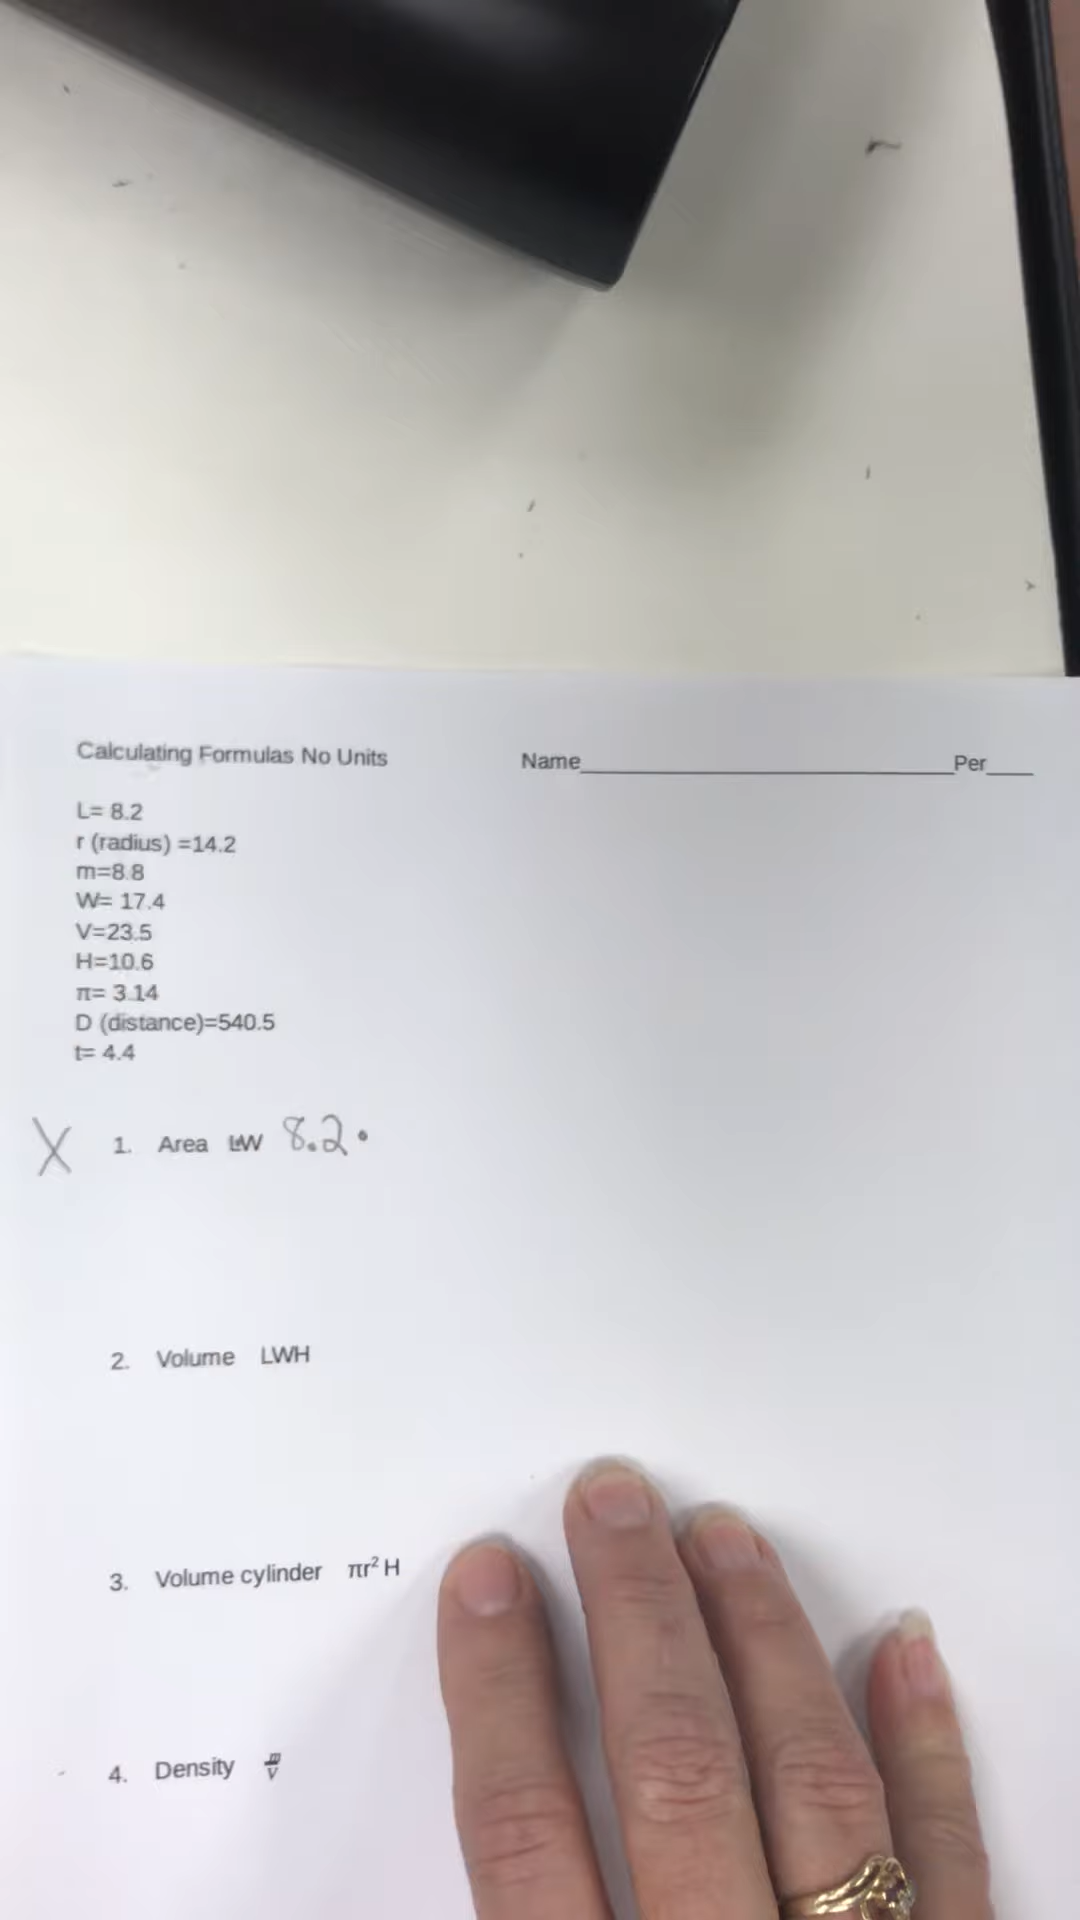 Calculating Formulas No Units Name____________________Per____
L= 8.2
r (radius) =14.2
m=8.8
W= 17.4
V=23.5
H=10.6
π= 3.14
D (distance)=540.5
t= 4.4
X 1. Area LW 8.2 •
2. Volume LWH
3. Volume cylinder πr² H
4. Density m/V